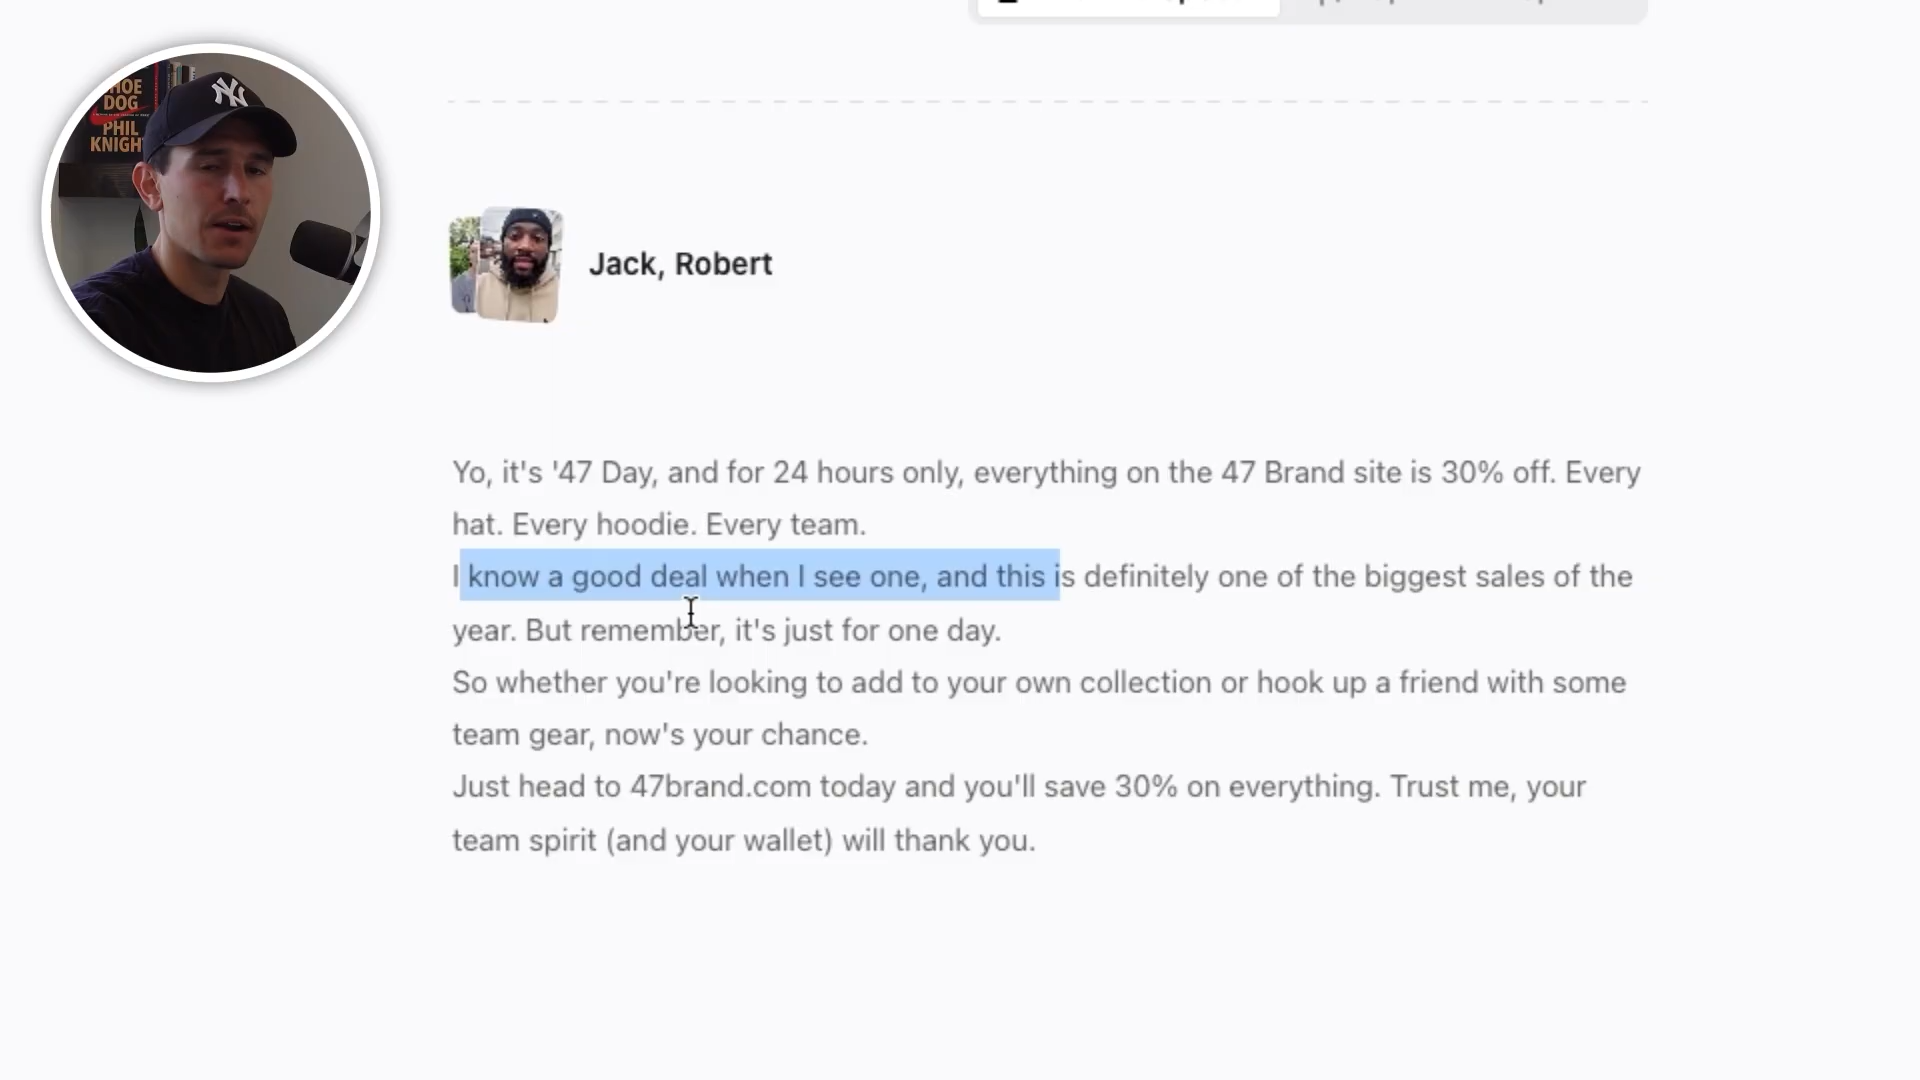 SHOE
DOG
PHIL
KNIGH
NY
Jack, Robert
Yo, it's '47 Day, and for 24 hours only, everything on the 47 Brand site is 30% off. Every
hat. Every hoodie. Every team.
I know a good deal when I see one, and this is definitely one of the biggest sales of the
year. But remember, it's just for one day.
So whether you're looking to add to your own collection or hook up a friend with some
team gear, now's your chance.
Just head to 47brand.com today and you'll save 30% on everything. Trust me, your
team spirit (and your wallet) will thank you.